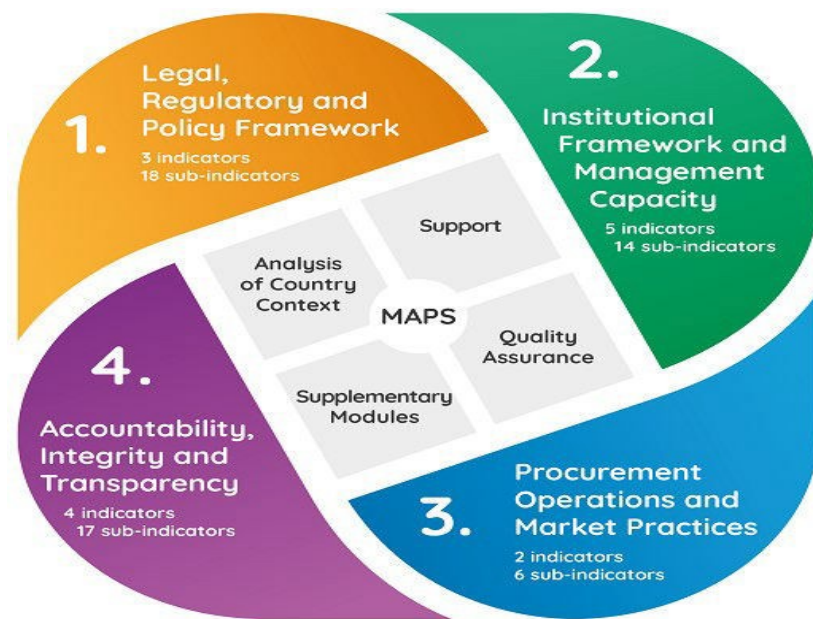 1.
Legal,
Regulatory and
Policy Framework
3 indicators
18 sub-indicators
2.
Institutional
Framework and
Management
Capacity
5 indicators
14 sub-indicators
Support
Analysis
of Country
Context
MAPS
Quality
Assurance
Supplementary
Modules
4.
Accountability,
Integrity and
Transparency
4 indicators
17 sub-indicators
3.
Procurement
Operations and
Market Practices
2 indicators
6 sub-indicators